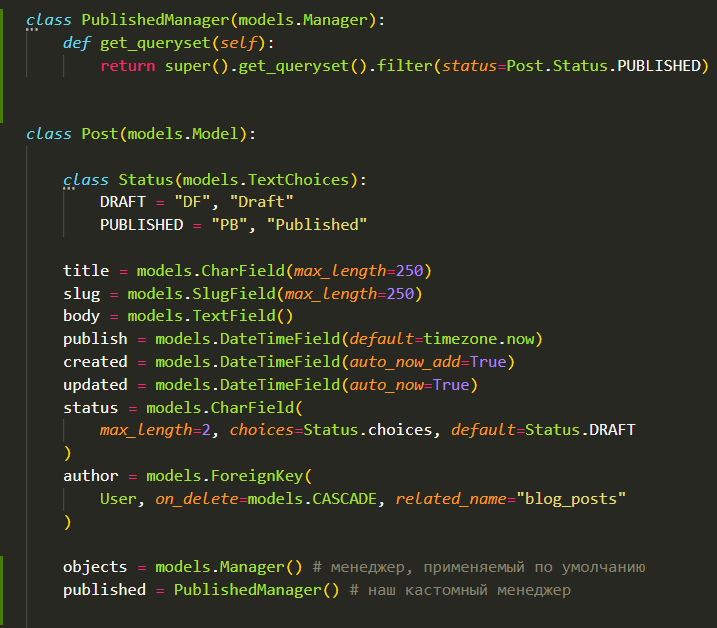 class PublishedManager(models.Manager):
    def get_queryset(self):
        return super().get_queryset().filter(status=Post.Status.PUBLISHED)
class Post(models.Model):
    class Status(models.TextChoices):
        DRAFT = "DF", "Draft"
        PUBLISHED = "PB", "Published"
    title = models.CharField(max_length=250)
    slug = models.SlugField(max_length=250)
    body = models.TextField()
    publish = models.DateTimeField(default=timezone.now)
    created = models.DateTimeField(auto_now_add=True)
    updated = models.DateTimeField(auto_now=True)
    status = models.CharField(
        max_length=2, choices=Status.choices, default=Status.DRAFT
    )
    author = models.ForeignKey(
        User, on_delete=models.CASCADE, related_name="blog_posts"
    )
    objects = models.Manager() # менеджер, применяемый по умолчанию
    published = PublishedManager() # наш кастомный менеджер